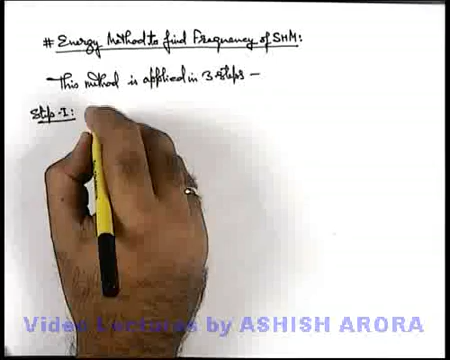 # Energy Method to find Frequency of SHM:
This method is applied in 3 steps –
Step-I:
Video Lectures by ASHISH ARORA